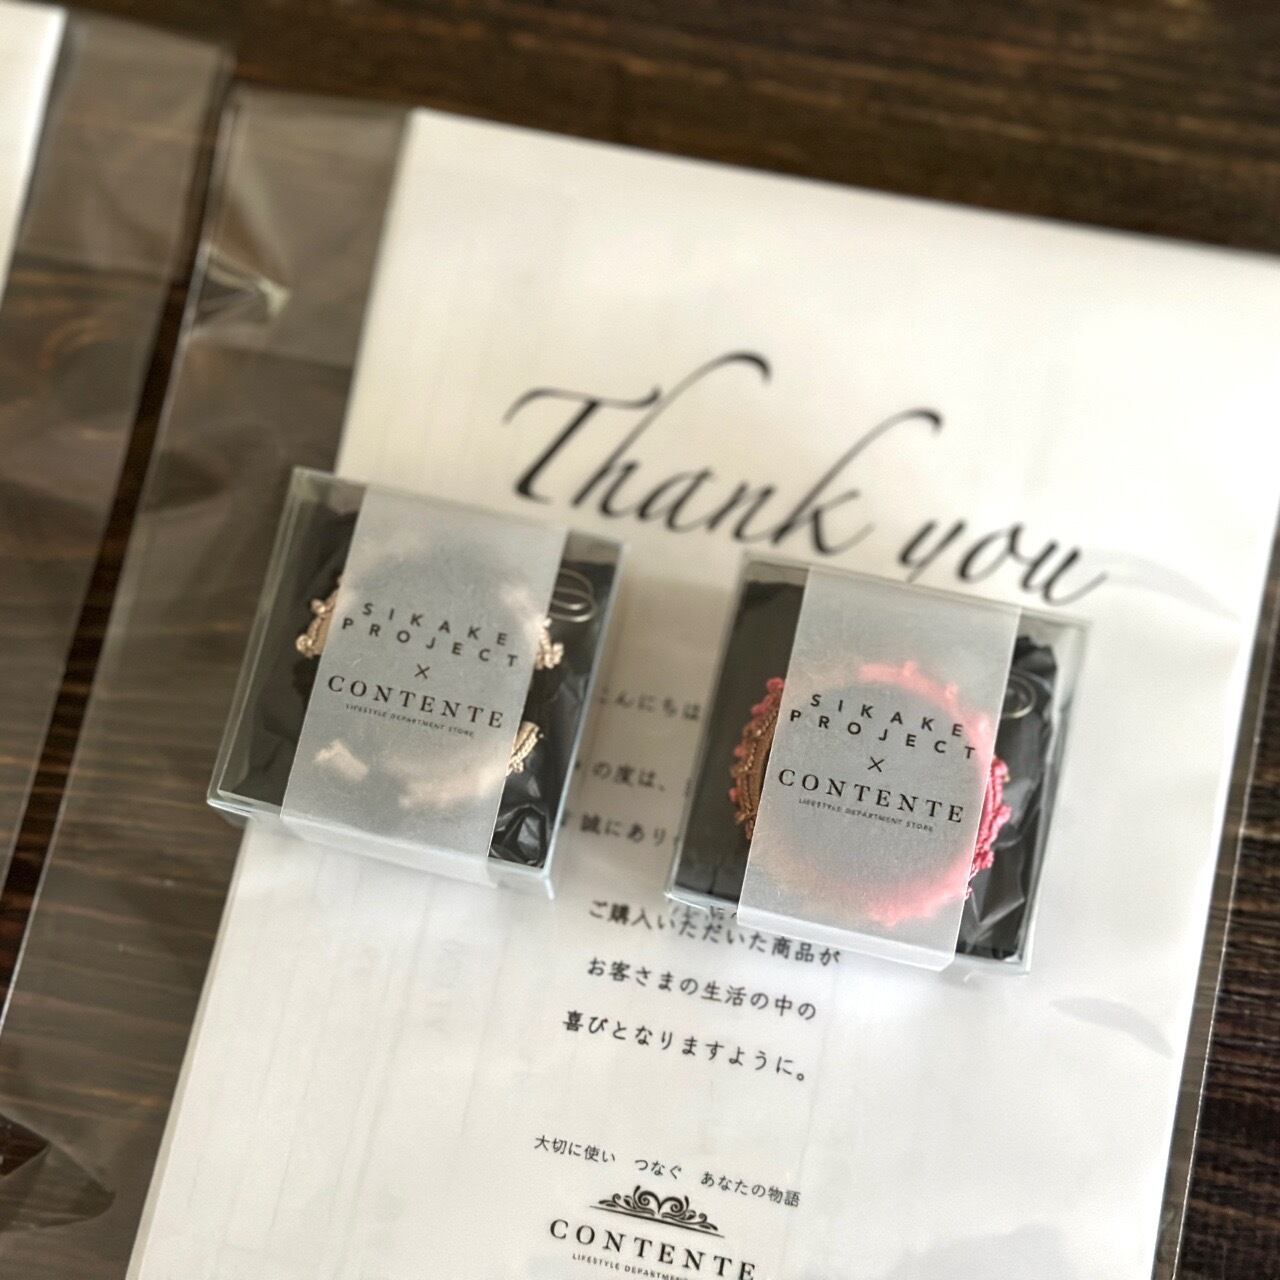 Thank you
SIKAKE
PROJECT
×
CONTENTE
LIFESTYLE DEPARTMENT STORE
SIKAKE
PROJECT
×
CONTENTE
LIFESTYLE DEPARTMENT STORE
こんにちは
の度は、
誠にあり
ご購入いただいた商品が
お客さまの生活の中の
喜びとなりますように。
大切に使い つなぐ あなたの物語
CONTENTE
LIFESTYLE DEPARTMENT